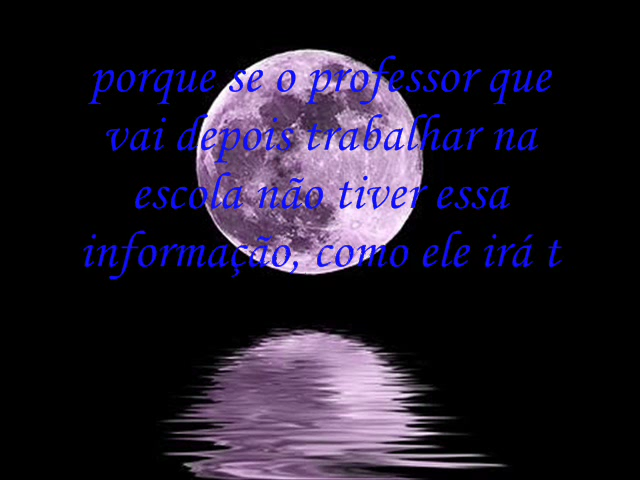 porque se o professor que
vai depois trabalhar na
escola não tiver essa
informação, como ele irá t